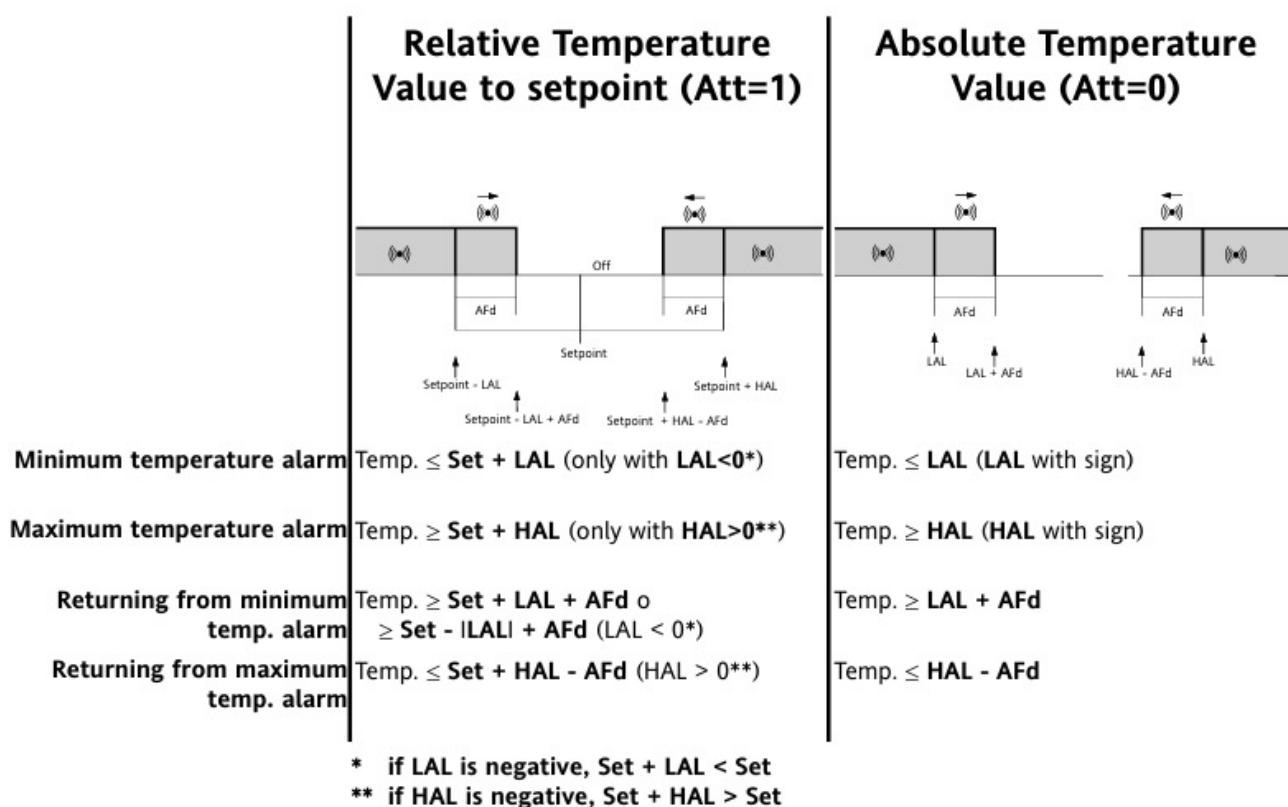 Relative Temperature
Value to setpoint (Att=1)
Absolute Temperature
Value (Att=0)
Off
AFd
AFd
Setpoint
Setpoint - LAL
Setpoint + HAL
Setpoint - LAL + AFd
Setpoint + HAL - AFd
AFd
AFd
LAL
HAL
LAL + AFd
HAL - AFd
Minimum temperature alarm
Temp. ≤ Set + LAL (only with LAL<0*)
Temp. ≤ LAL (LAL with sign)
Maximum temperature alarm
Temp. ≥ Set + HAL (only with HAL>0**)
Temp. ≥ HAL (HAL with sign)
Returning from minimum
temp. alarm
Temp. ≥ Set + LAL + AFd o
≥ Set - |LAL| + AFd (LAL < 0*)
Temp. ≥ LAL + AFd
Returning from maximum
temp. alarm
Temp. ≤ Set + HAL - AFd (HAL > 0**)
Temp. ≤ HAL - AFd
* if LAL is negative, Set + LAL < Set
** if HAL is negative, Set + HAL > Set